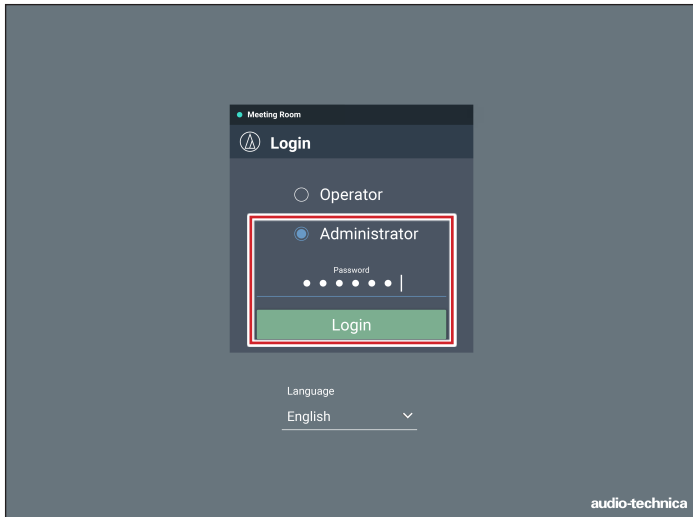 Meeting Room
Login
Operator
Administrator
Password
Login
Language
English
audio-technica